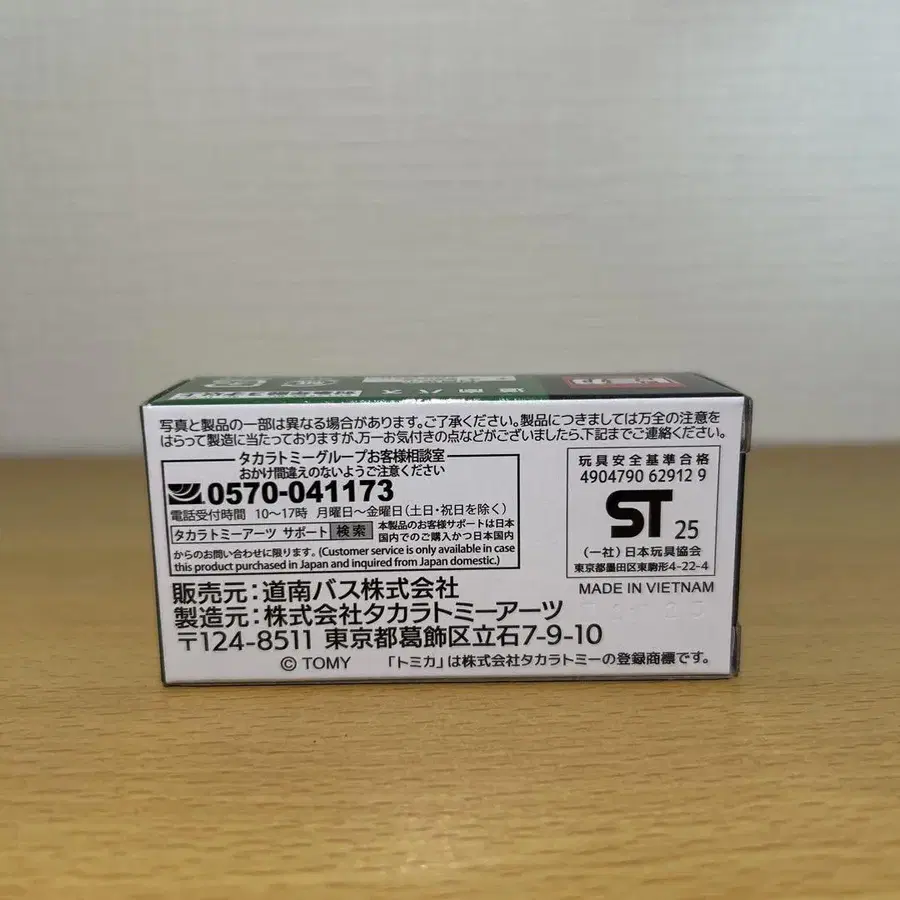 対象年齢3才以上
道南バス
トミカ
写真と製品の一部は異なる場合があります。ご了承ください。製品につきましては万全の注意を
はらって製造に当たっておりますが、万一お気付きの点などがございましたら、下記までご連絡ください。
タカラトミーグループお客様相談室
おかけ間違えのないようご注意ください
0570-041173
電話受付時間 10～17時 月曜日～金曜日(土日・祝日を除く)
タカラトミーアーツ サポート 検索
本製品のお客様サポートは日本
国内でのご購入かつ日本国内
からのお問い合わせに限ります。(Customer service is only available in case
this product purchased in Japan and inquired from Japan domestic.)
玩具安全基準合格
4904790 62912 9
ST 25
(一社)日本玩具協会
東京都墨田区東駒形4-22-4
MADE IN VIETNAM
販売元：道南バス株式会社
製造元：株式会社タカラトミーアーツ
〒124-8511 東京都葛飾区立石7-9-10
© TOMY 「トミカ」は株式会社タカラトミーの登録商標です。